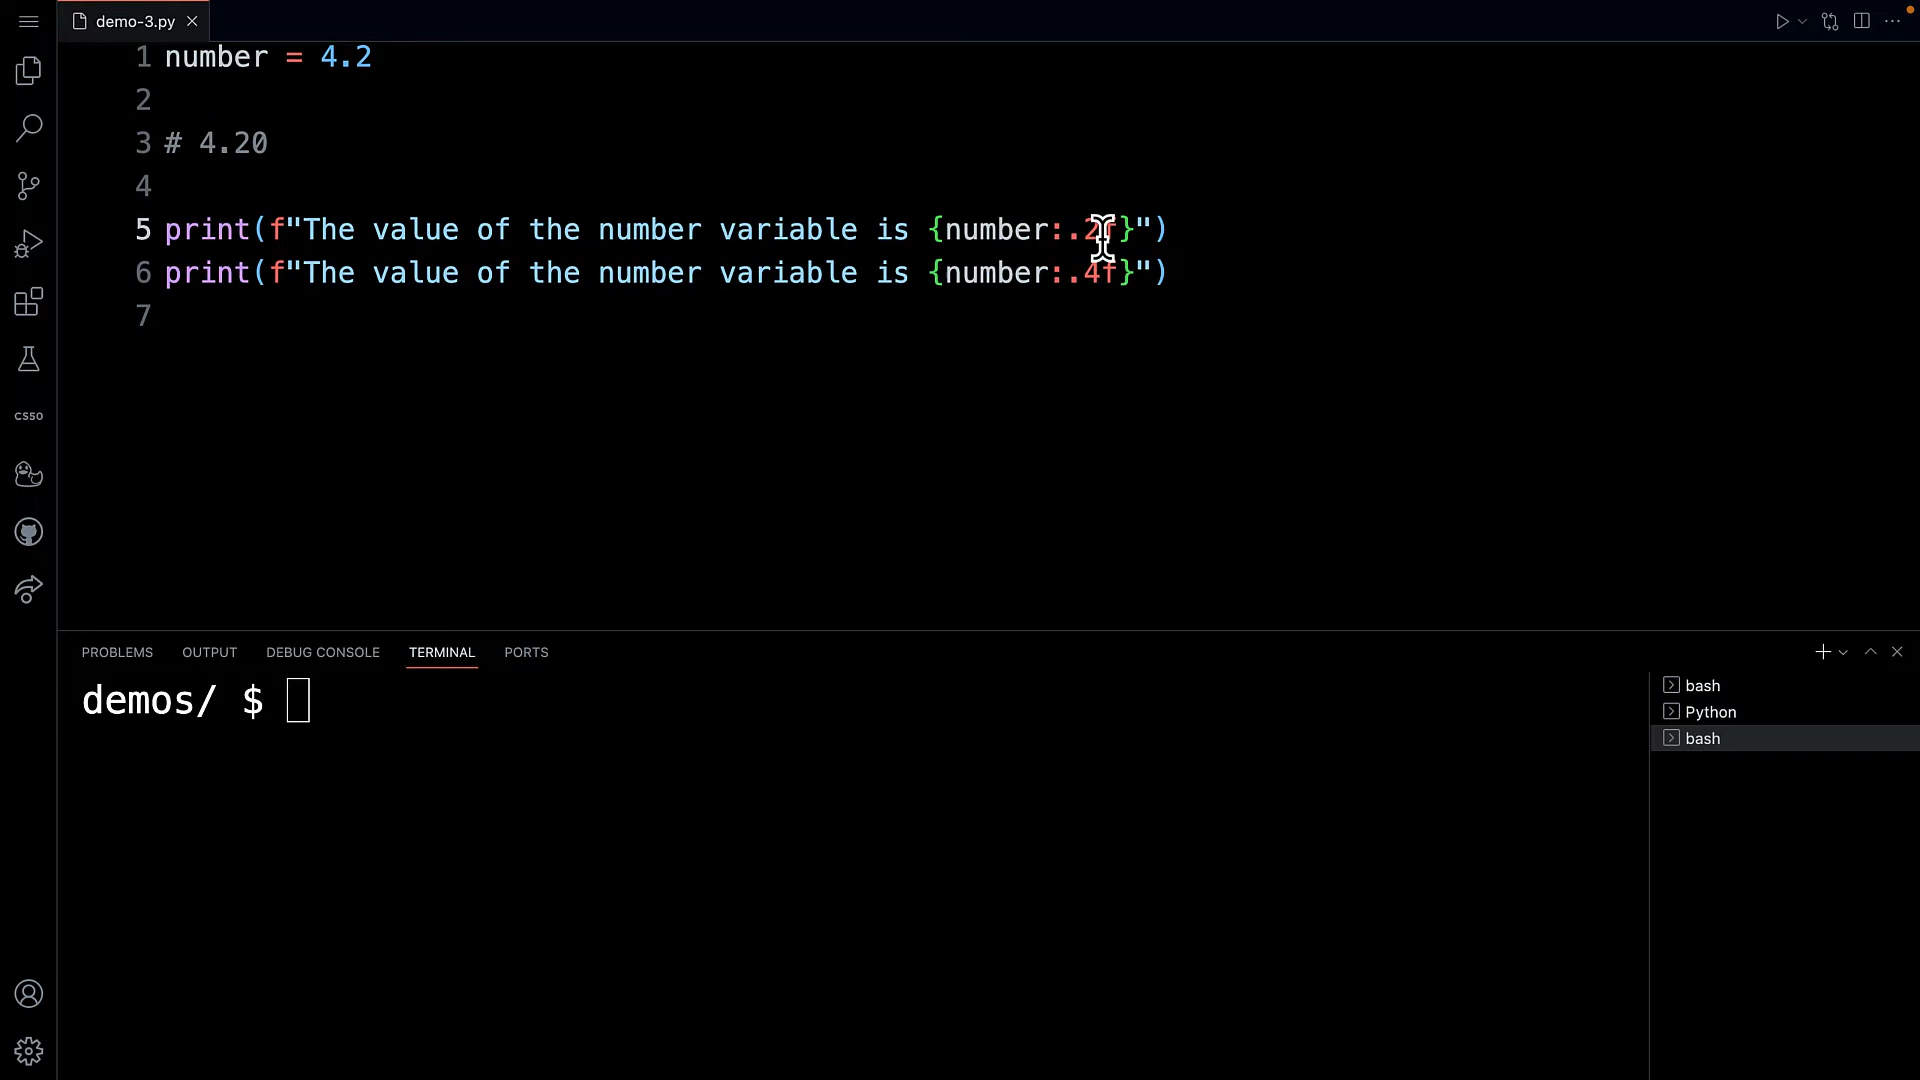 demo-3.py
1 number = 4.2
2
3 # 4.20
4
5 print(f"The value of the number variable is {number:.2f}")
6 print(f"The value of the number variable is {number:.4f}")
7
CS50
PROBLEMS OUTPUT DEBUG CONSOLE TERMINAL PORTS
demos/ $
bash
Python
bash